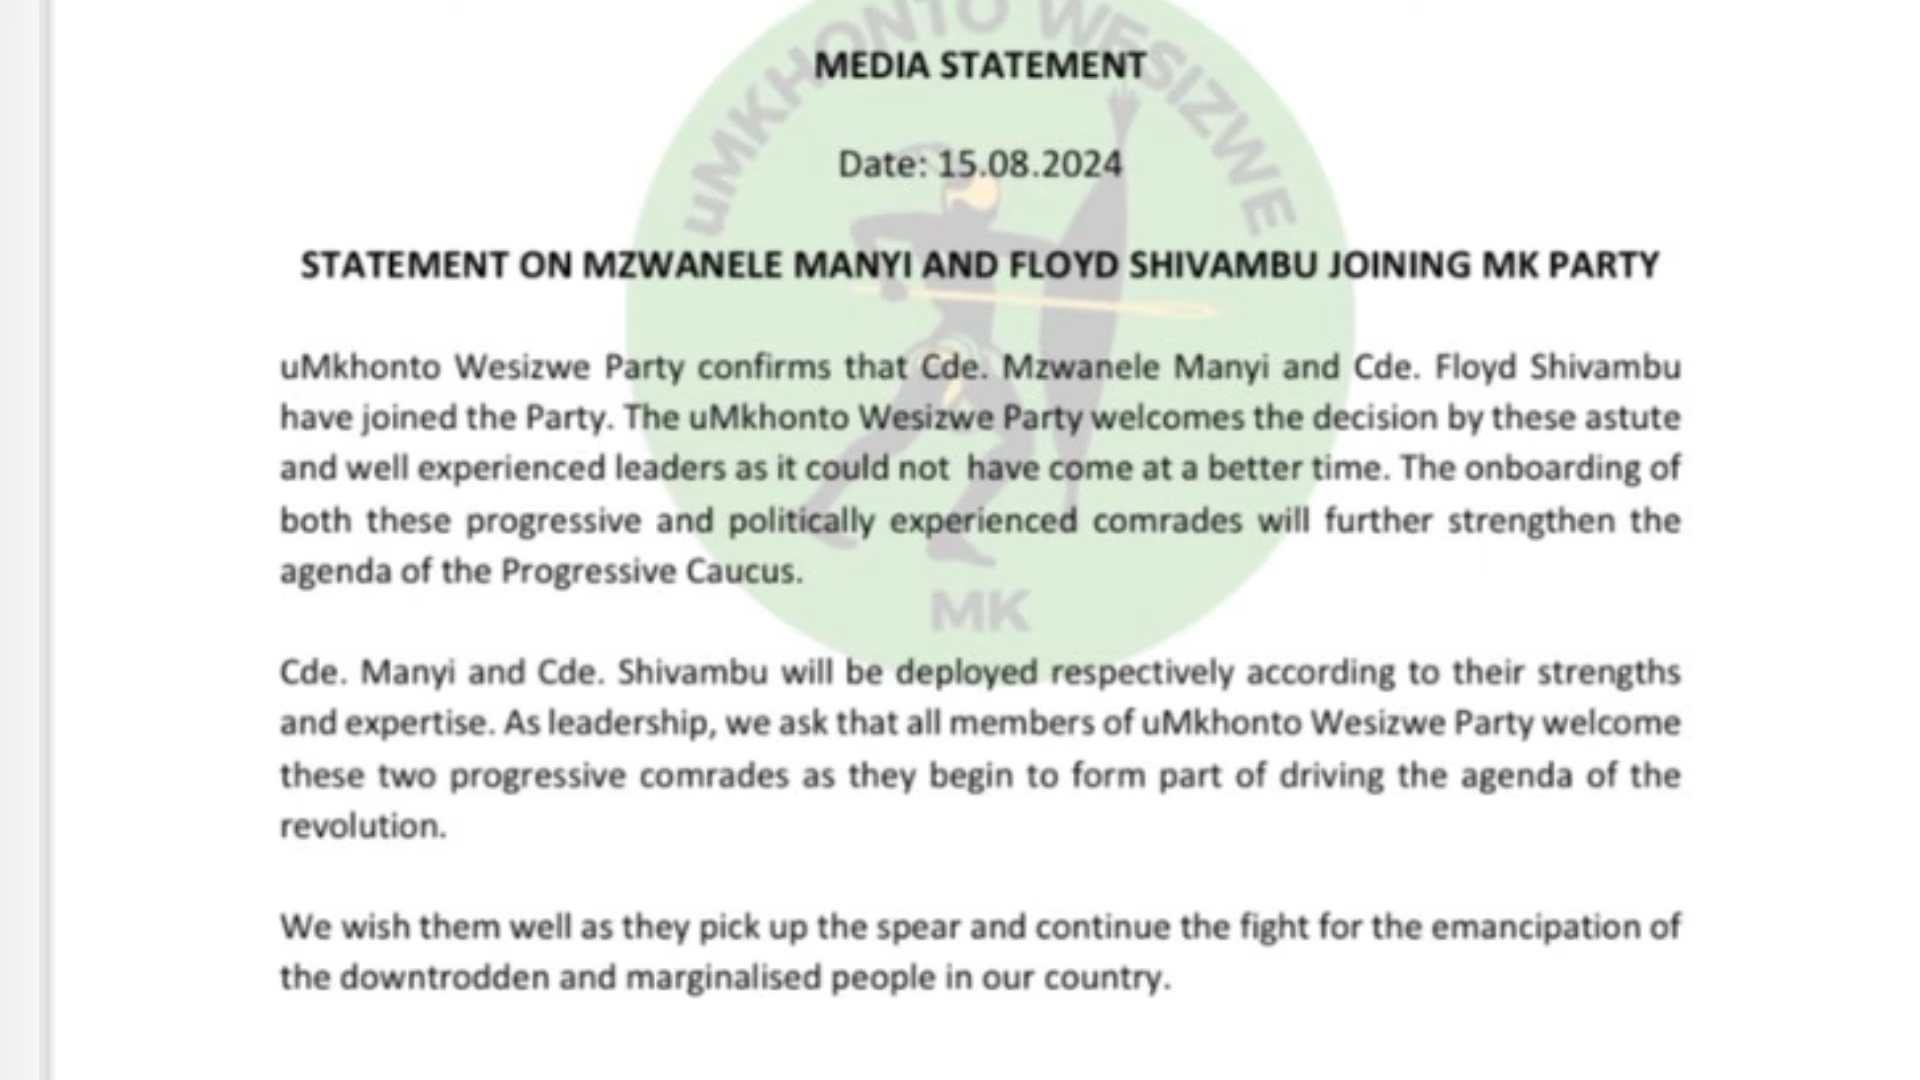 uMKHONTO WESIZWE
MEDIA STATEMENT
Date: 15.08.2024
STATEMENT ON MZWANELE MANYI AND FLOYD SHIVAMBU JOINING MK PARTY
uMkhonto Wesizwe Party confirms that Cde. Mzwanele Manyi and Cde. Floyd Shivambu
have joined the Party. The uMkhonto Wesizwe Party welcomes the decision by these astute
and well experienced leaders as it could not have come at a better time. The onboarding of
both these progressive and politically experienced comrades will further strengthen the
agenda of the Progressive Caucus.
MK
Cde. Manyi and Cde. Shivambu will be deployed respectively according to their strengths
and expertise. As leadership, we ask that all members of uMkhonto Wesizwe Party welcome
these two progressive comrades as they begin to form part of driving the agenda of the
revolution.
We wish them well as they pick up the spear and continue the fight for the emancipation of
the downtrodden and marginalised people in our country.